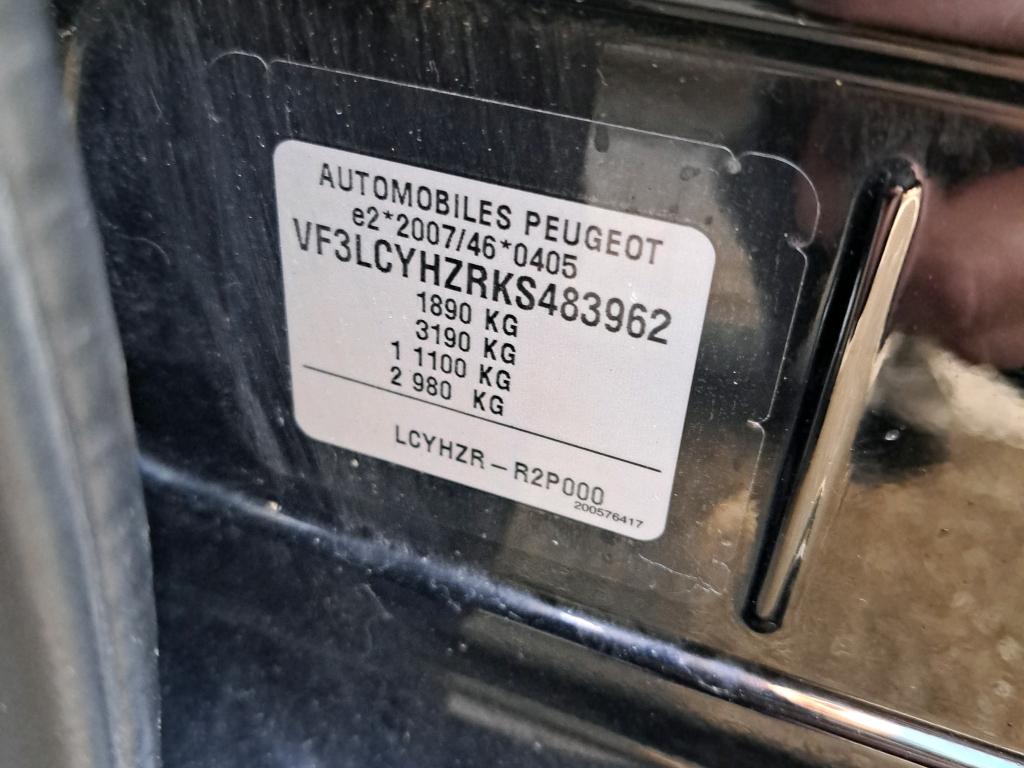 AUTOMOBILES PEUGEOT
e2*2007/46*0405
VF3LCYHZRKS483962
1890 KG
3190 KG
1 1100 KG
2 980 KG
LCYHZR – R2P000
200576417